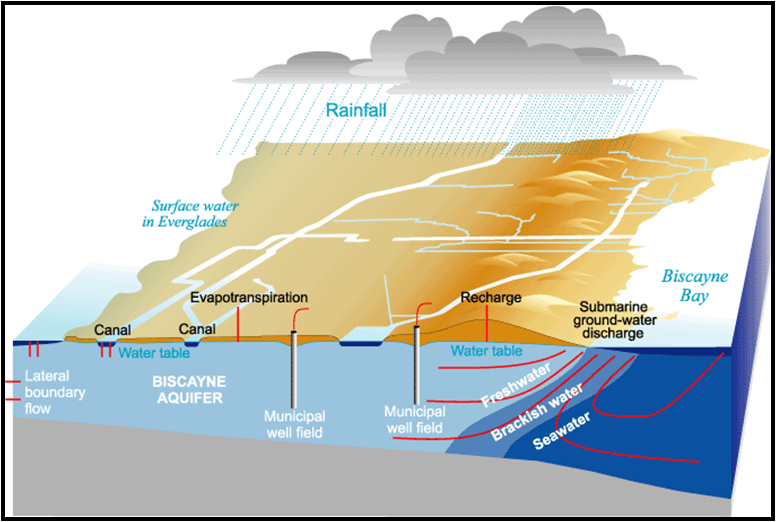 Rainfall
Surface water
in Everglades
Biscayne
Bay
Evapotranspiration
Recharge
Submarine
ground-water
discharge
Canal
Canal
Water table
Water table
Lateral
boundary
flow
BISCAYNE
AQUIFER
Municipal
well field
Municipal
well field
Freshwater
Brackish water
Seawater